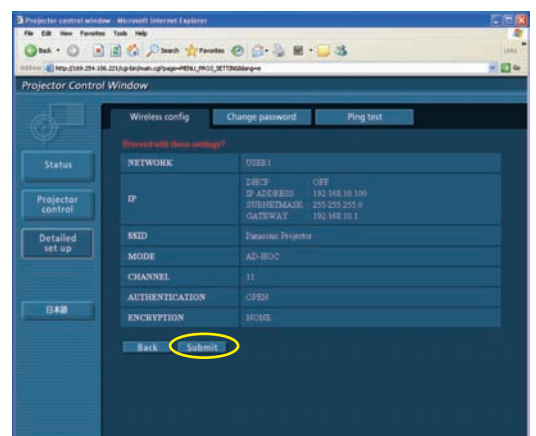 Projector control window - Microsoft Internet Explorer
File Edit View Favorites Tools Help
Back Search Favorites
Links
Address Go
Projector Control Window
Wireless config Change password Ping test
Proceed with these settings?
Status
Projector control
Detailed set up
日本語
NETWORK USER1
IP
DHCP OFF
IP ADDRESS : 192.168.10.100
SUBNETMASK : 255.255.255.0
GATEWAY : 192.168.10.1
SSID Panasonic Projector
MODE AD-HOC
CHANNEL 11
AUTHENTICATION OPEN
ENCRYPTION NONE
Back Submit